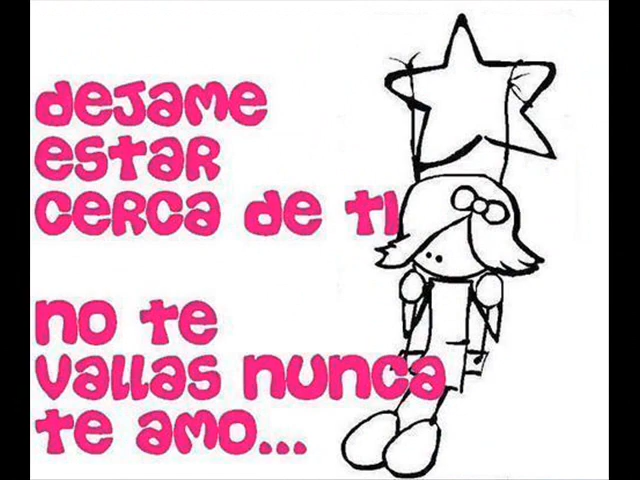 DEJAME
ESTAR
CERCA DE TI
NO TE
VALLAS NUNCA
TE AMO...